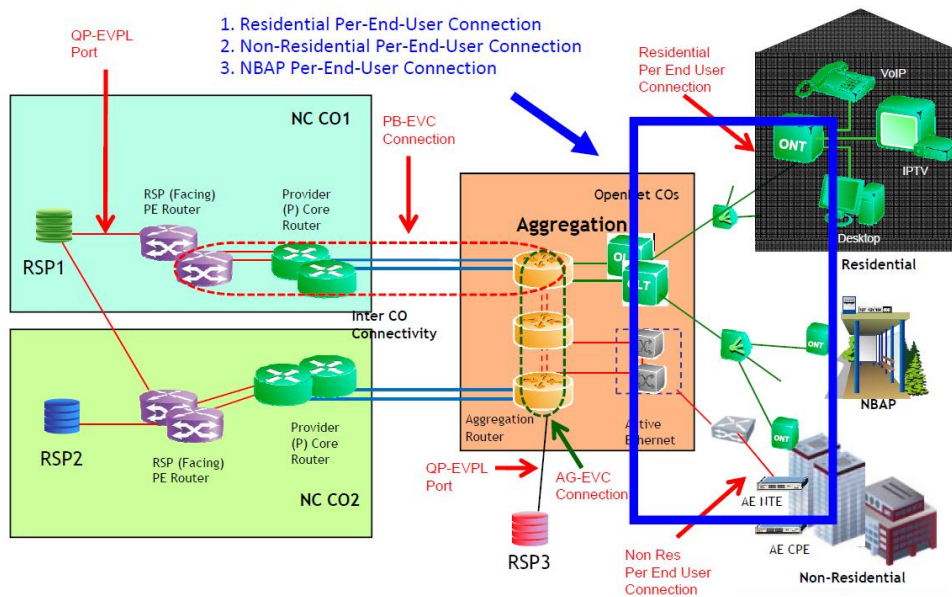 1. Residential Per-End-User Connection
2. Non-Residential Per-End-User Connection
3. NBAP Per-End-User Connection
QP-EVPL
Port
Residential
Per End User
Connection
VoIP
ONT
IPTV
Desktop
Residential
NC CO1
PB-EVC
Connection
RSP (Facing)
PE Router
Provider
(P) Core
Router
RSP1
OpenNet COs
Aggregation
OLT
Inter CO
Connectivity
ONT
NBAP
RSP2
RSP (Facing)
PE Router
Provider
(P) Core
Router
NC CO2
Aggregation
Router
Active
Ethernet
ONT
QP-EVPL
Port
AG-EVC
Connection
AE NTE
AE CPE
RSP3
Non Res
Per End User
Connection
Non-Residential